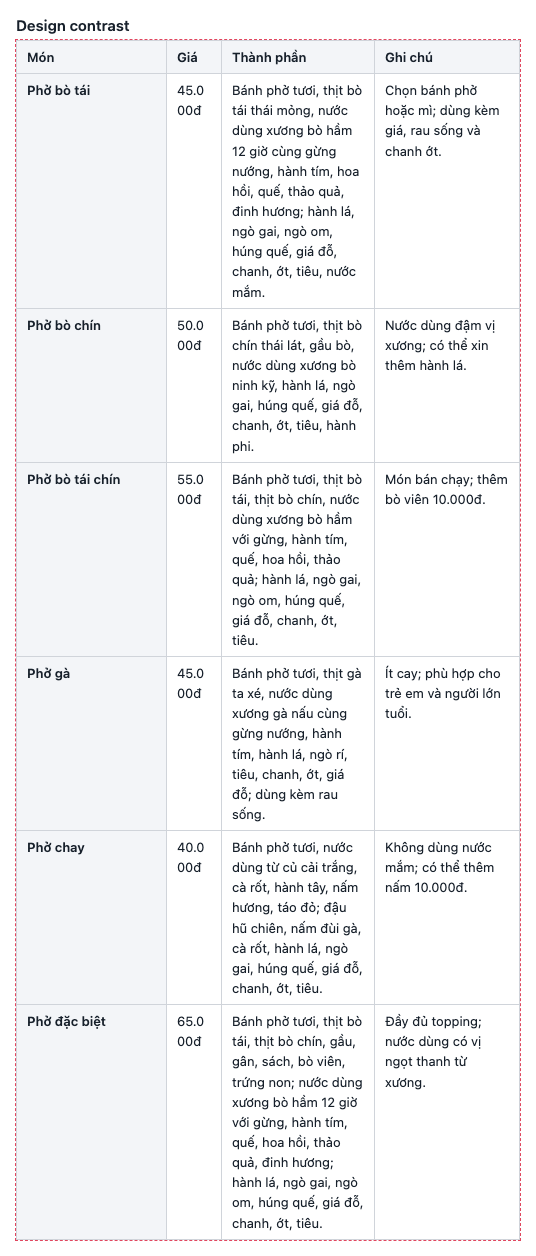 Design contrast
Món
Giá
Thành phần
Ghi chú
Phở bò tái
45.0
00đ
Bánh phở tươi, thịt bò
tái thái mỏng, nước
dùng xương bò hầm
12 giờ cùng gừng
nướng, hành tím, hoa
hồi, quế, thảo quả,
đinh hương; hành lá,
ngò gai, ngò om,
húng quế, giá đỗ,
chanh, ớt, tiêu, nước
mắm.
Chọn bánh phở
hoặc mì; dùng kèm
giá, rau sống và
chanh ớt.
Phở bò chín
50.0
00đ
Bánh phở tươi, thịt bò
chín thái lát, gầu bò,
nước dùng xương bò
ninh kỹ, hành lá, ngò
gai, húng quế, giá đỗ,
chanh, ớt, tiêu, hành
phi.
Nước dùng đậm vị
xương; có thể xin
thêm hành lá.
Phở bò tái chín
55.0
00đ
Bánh phở tươi, thịt bò
tái, thịt bò chín, nước
dùng xương bò hầm
với gừng, hành tím,
quế, hoa hồi, thảo
quả; hành lá, ngò gai,
ngò om, húng quế,
giá đỗ, chanh, ớt,
tiêu.
Món bán chạy; thêm
bò viên 10.000đ.
Phở gà
45.0
00đ
Bánh phở tươi, thịt gà
ta xé, nước dùng
xương gà nấu cùng
gừng nướng, hành
tím, hành lá, ngò rí,
tiêu, chanh, ớt, giá
đỗ; dùng kèm rau
sống.
Ít cay; phù hợp cho
trẻ em và người lớn
tuổi.
Phở chay
40.0
00đ
Bánh phở tươi, nước
dùng từ củ cải trắng,
cà rốt, hành tây, nấm
hương, táo đỏ; đậu
hũ chiên, nấm đùi gà,
cà rốt, hành lá, ngò
gai, húng quế, giá đỗ,
chanh, ớt, tiêu.
Không dùng nước
mắm; có thể thêm
nấm 10.000đ.
Phở đặc biệt
65.0
00đ
Bánh phở tươi, thịt bò
tái, thịt bò chín, gầu,
gân, sách, bò viên,
trứng non; nước dùng
xương bò hầm 12 giờ
với gừng, hành tím,
quế, hoa hồi, thảo
quả, đinh hương;
hành lá, ngò gai, ngò
om, húng quế, giá đỗ,
chanh, ớt, tiêu.
Đầy đủ topping;
nước dùng có vị
ngọt thanh từ
xương.